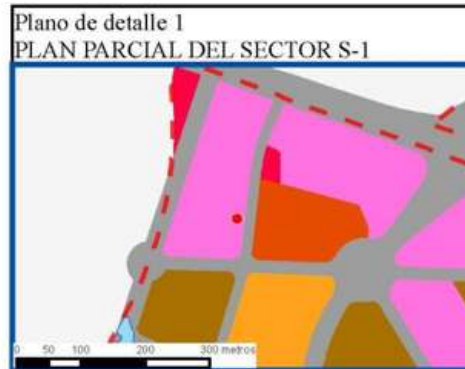 Plano de detalle 1
PLAN PARCIAL DEL SECTOR S-1
0 50 100 200 300 metros